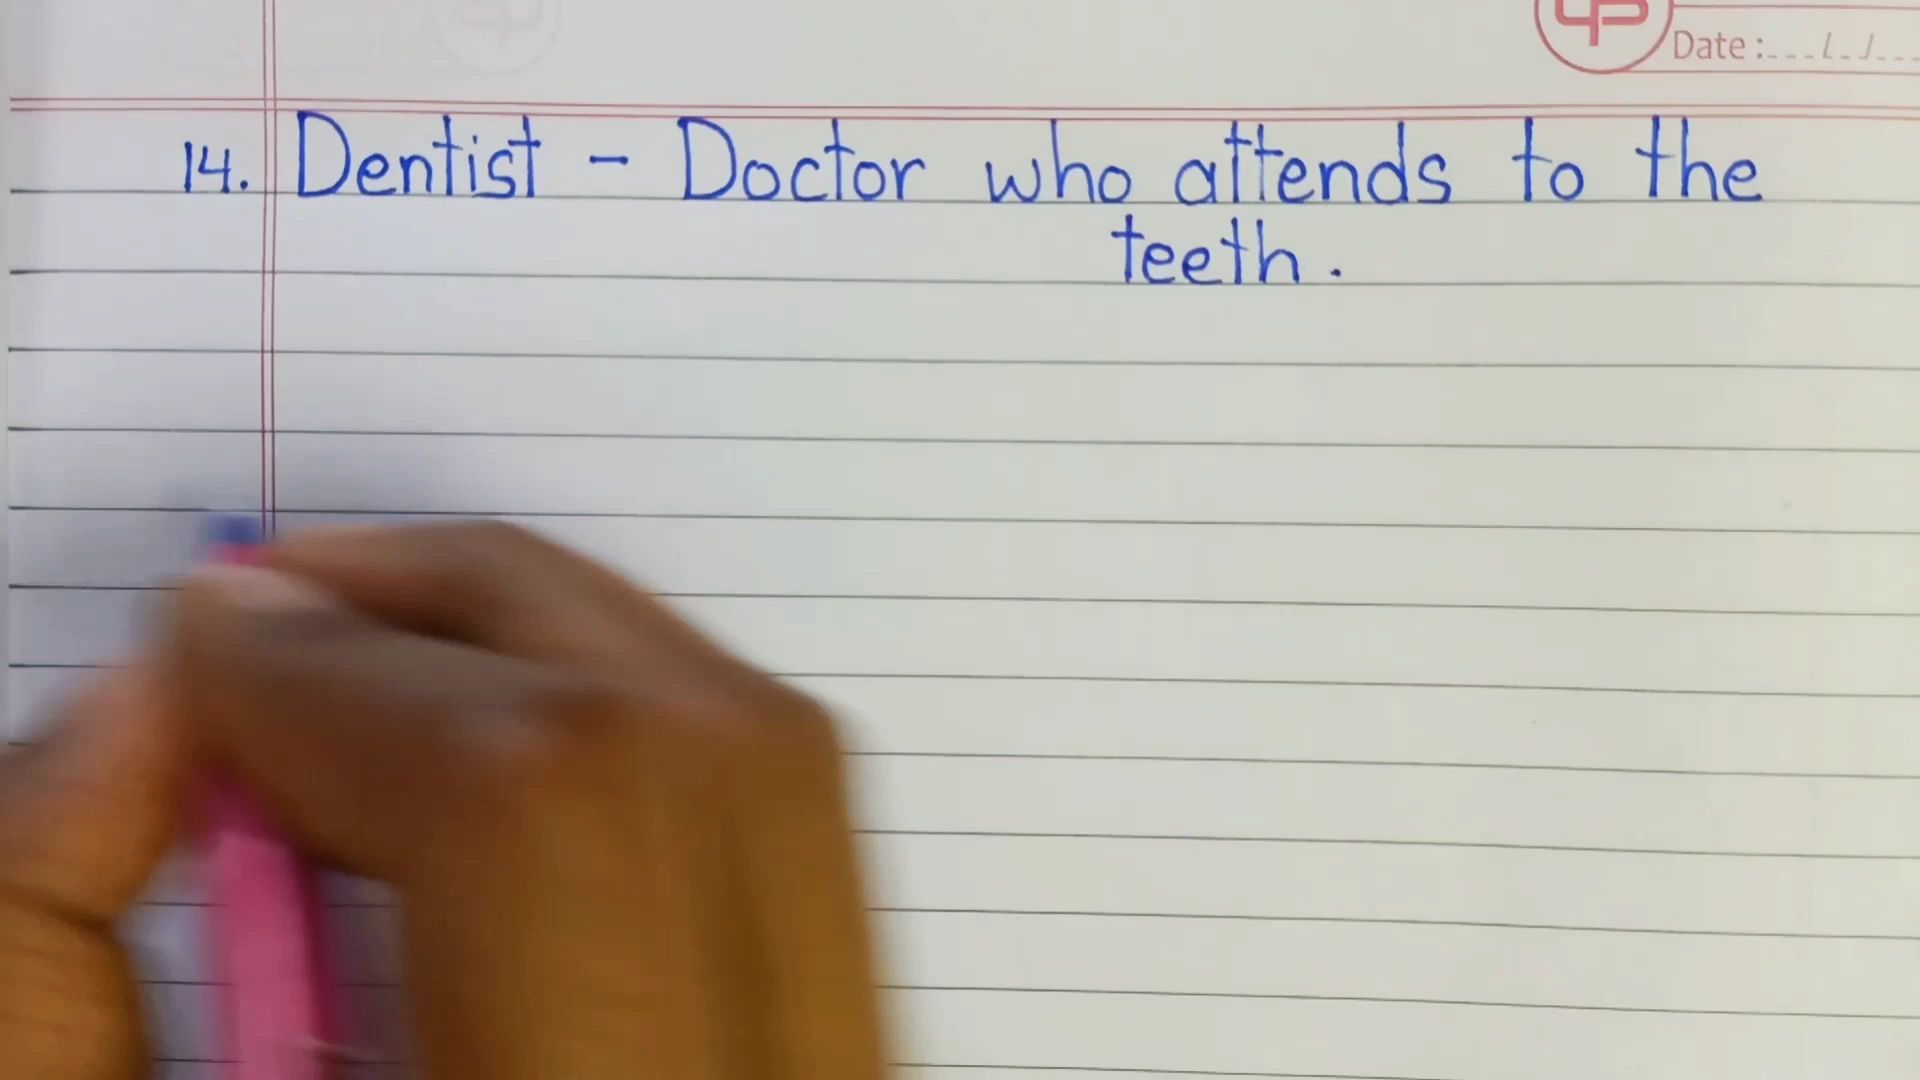 Date :
14. Dentist - Doctor who attends to the
teeth.